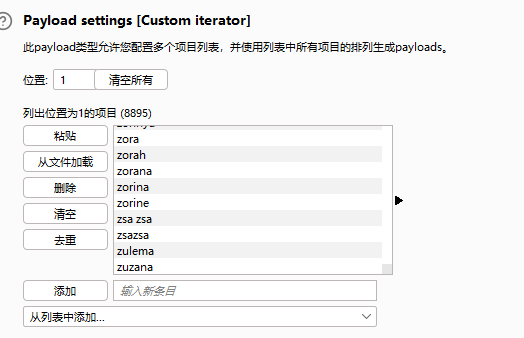 Payload settings [Custom iterator]
此payload类型允许您配置多个项目列表，并使用列表中所有项目的排列生成payloads。
位置: 1 清空所有
列出位置为1的项目 (8895)
粘贴
从文件加载
删除
清空
去重
zora
zorah
zorana
zorina
zorine
zsa zsa
zsazsa
zulema
zuzana
添加 输入新条目
从列表中添加...